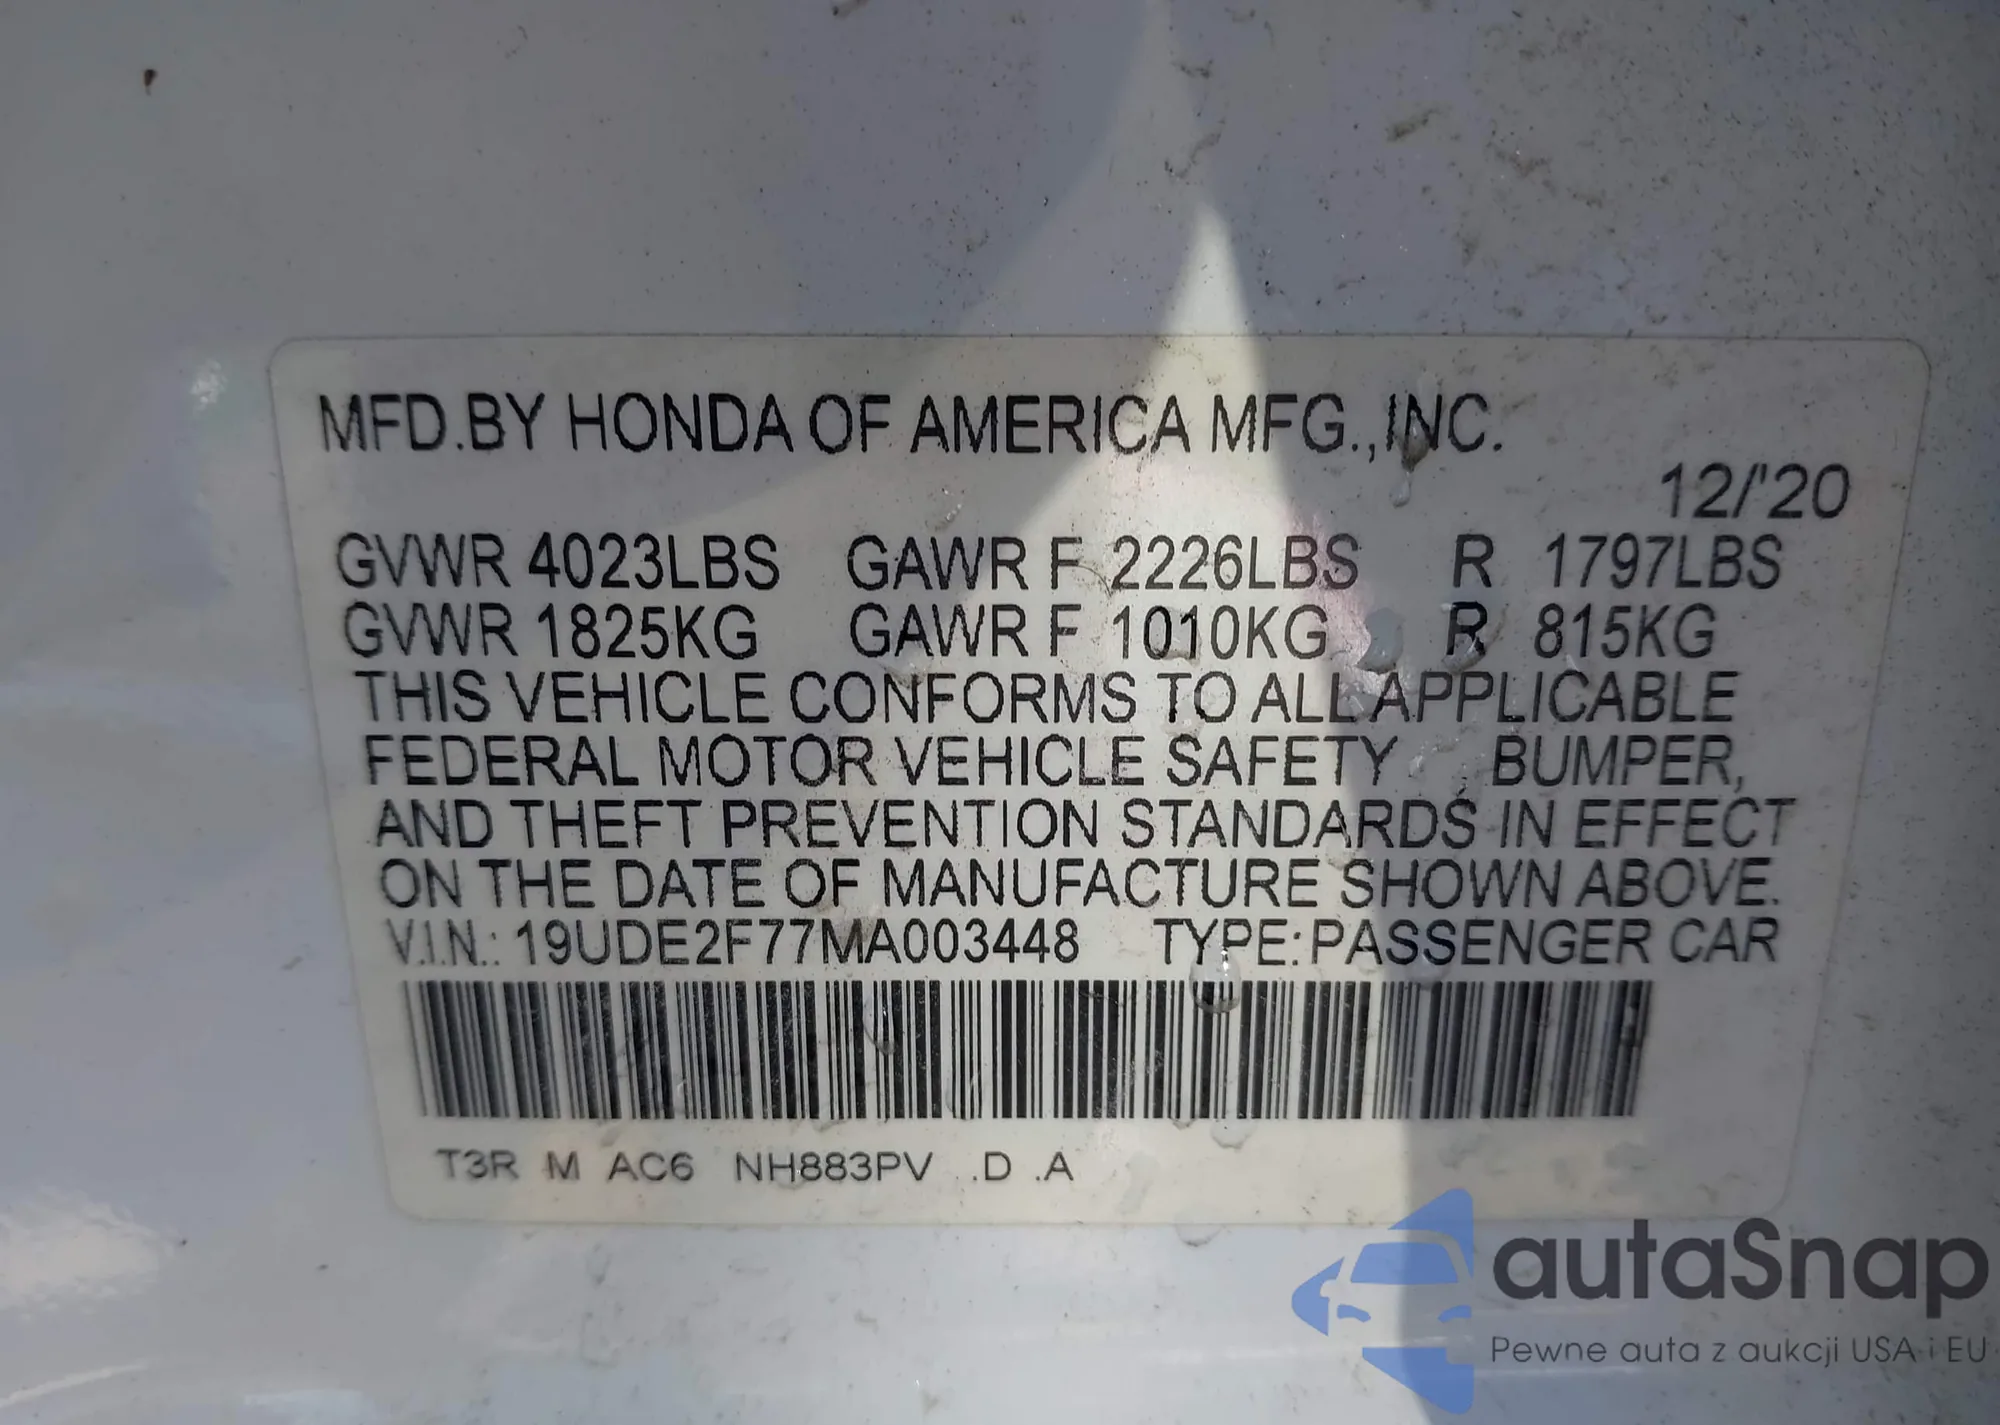 MFD.BY HONDA OF AMERICA MFG.,INC.
12/'20
GVWR 4023LBS GAWR F 2226LBS R 1797LBS
GVWR 1825KG GAWR F 1010KG R 815KG
THIS VEHICLE CONFORMS TO ALL APPLICABLE
FEDERAL MOTOR VEHICLE SAFETY BUMPER,
AND THEFT PREVENTION STANDARDS IN EFFECT
ON THE DATE OF MANUFACTURE SHOWN ABOVE.
V.I.N.: 19UDE2F77MA003448 TYPE: PASSENGER CAR
T3R M AC6 NH883PV .D .A
autaSnap
Pewne auta z aukcji USA i EU